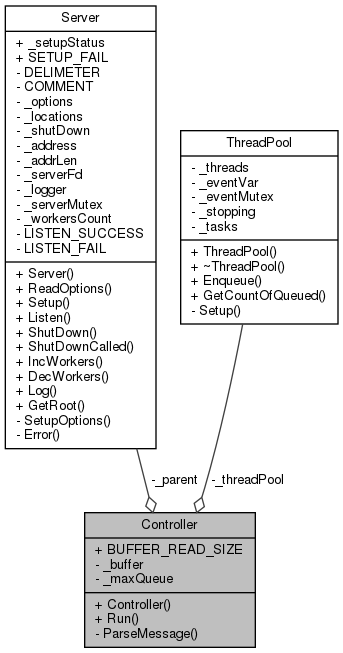 Server
+ _setupStatus
+ SETUP_FAIL
- DELIMETER
- COMMENT
- _options
- _locations
- _shutDown
- _address
- _addrLen
- _serverFd
- _logger
- _serverMutex
- _workersCount
- LISTEN_SUCCESS
- LISTEN_FAIL
+ Server()
+ ReadOptions()
+ Setup()
+ Listen()
+ ShutDown()
+ ShutDownCalled()
+ IncWorkers()
+ DecWorkers()
+ Log()
+ GetRoot()
- SetupOptions()
- Error()
ThreadPool
- _threads
- _eventVar
- _eventMutex
- _stopping
- _tasks
+ ThreadPool()
+ ~ThreadPool()
+ Enqueue()
+ GetCountOfQueued()
- Setup()
-_parent
-_threadPool
Controller
+ BUFFER_READ_SIZE
- _buffer
- _maxQueue
+ Controller()
+ Run()
- ParseMessage()